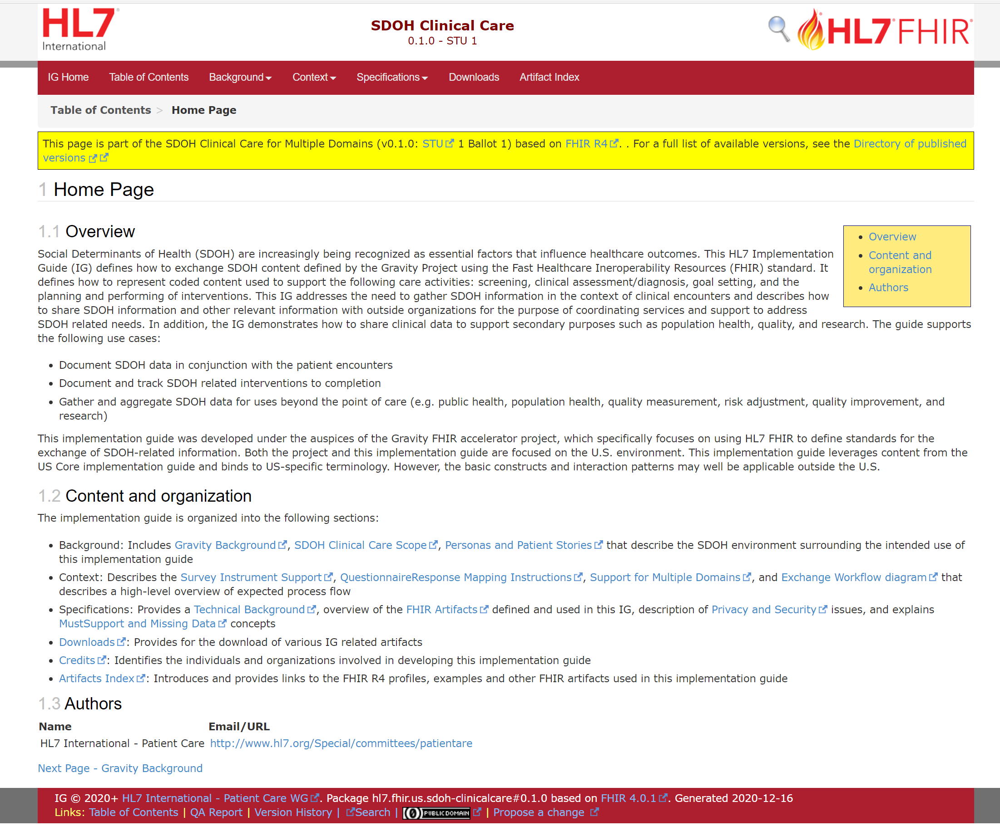 HL7
International
SDOH Clinical Care
0.1.0 - STU 1
HL7 FHIR
IG Home Table of Contents Background Context Specifications Downloads Artifact Index
Table of Contents > Home Page
This page is part of the SDOH Clinical Care for Multiple Domains (v0.1.0: STU 1 Ballot 1) based on FHIR R4. . For a full list of available versions, see the Directory of published
versions
1 Home Page
1.1 Overview
Social Determinants of Health (SDOH) are increasingly being recognized as essential factors that influence healthcare outcomes. This HL7 Implementation
Guide (IG) defines how to exchange SDOH content defined by the Gravity Project using the Fast Healthcare Ineroperability Resources (FHIR) standard. It
defines how to represent coded content used to support the following care activities: screening, clinical assessment/diagnosis, goal setting, and the
planning and performing of interventions. This IG addresses the need to gather SDOH information in the context of clinical encounters and describes how
to share SDOH information and other relevant information with outside organizations for the purpose of coordinating services and support to address
SDOH related needs. In addition, the IG demonstrates how to share clinical data to support secondary purposes such as population health, quality, and research. The guide supports
the following use cases:
• Overview
• Content and
organization
• Authors
• Document SDOH data in conjunction with the patient encounters
• Document and track SDOH related interventions to completion
• Gather and aggregate SDOH data for uses beyond the point of care (e.g. public health, population health, quality measurement, risk adjustment, quality improvement, and
research)
This implementation guide was developed under the auspices of the Gravity FHIR accelerator project, which specifically focuses on using HL7 FHIR to define standards for the
exchange of SDOH-related information. Both the project and this implementation guide are focused on the U.S. environment. This implementation guide leverages content from the
US Core implementation guide and binds to US-specific terminology. However, the basic constructs and interaction patterns may well be applicable outside the U.S.
1.2 Content and organization
The implementation guide is organized into the following sections:
• Background: Includes Gravity Background, SDOH Clinical Care Scope, Personas and Patient Stories that describe the SDOH environment surrounding the intended use of
this implementation guide
• Context: Describes the Survey Instrument Support, QuestionnaireResponse Mapping Instructions, Support for Multiple Domains, and Exchange Workflow diagram that
describes a high-level overview of expected process flow
• Specifications: Provides a Technical Background, overview of the FHIR Artifacts defined and used in this IG, description of Privacy and Security issues, and explains
MustSupport and Missing Data concepts
• Downloads: Provides for the download of various IG related artifacts
• Credits: Identifies the individuals and organizations involved in developing this implementation guide
• Artifacts Index: Introduces and provides links to the FHIR R4 profiles, examples and other FHIR artifacts used in this implementation guide
1.3 Authors
Name Email/URL
HL7 International - Patient Care http://www.hl7.org/Special/committees/patientare
Next Page - Gravity Background
IG © 2020+ HL7 International - Patient Care WG. Package hl7.fhir.us.sdoh-clinicalcare#0.1.0 based on FHIR 4.0.1. Generated 2020-12-16
Links: Table of Contents | QA Report | Version History | Search | PUBLIC DOMAIN | Propose a change